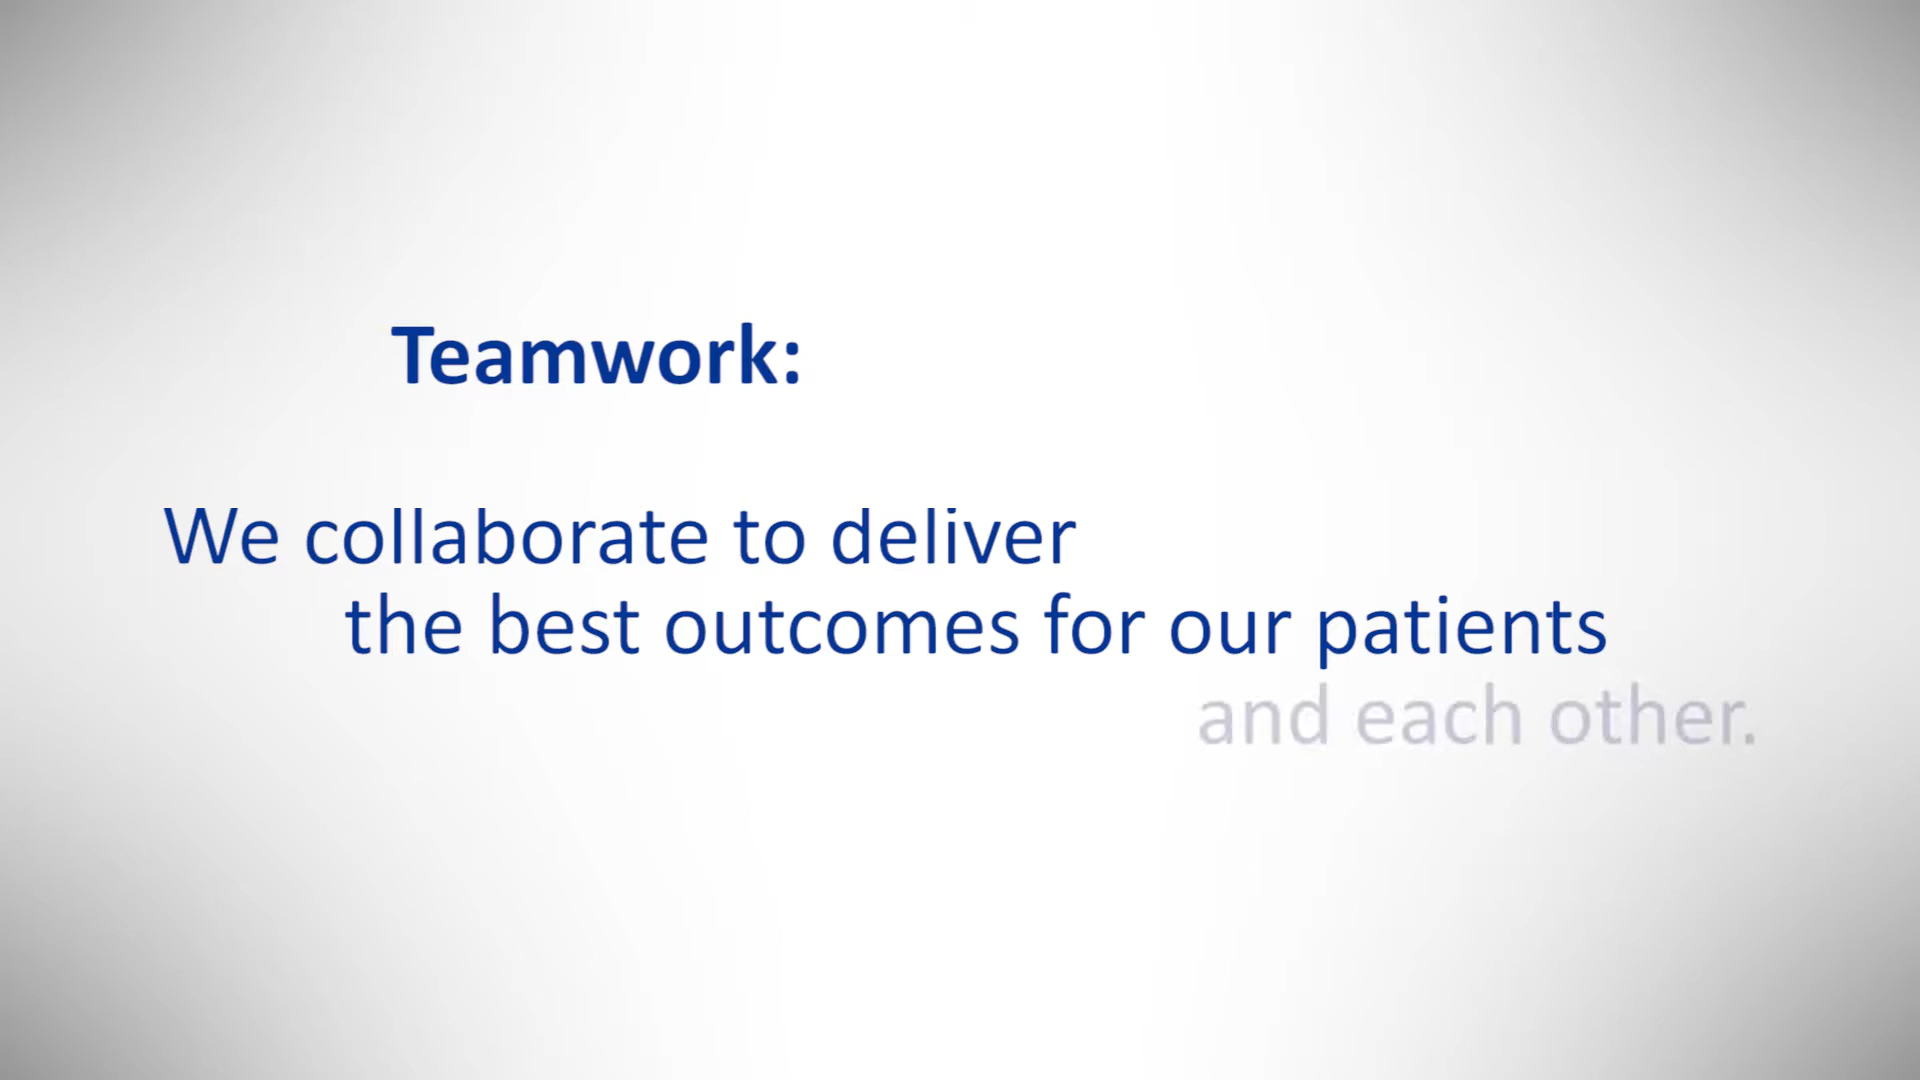 Teamwork:
We collaborate to deliver
the best outcomes for our patients
and each other.